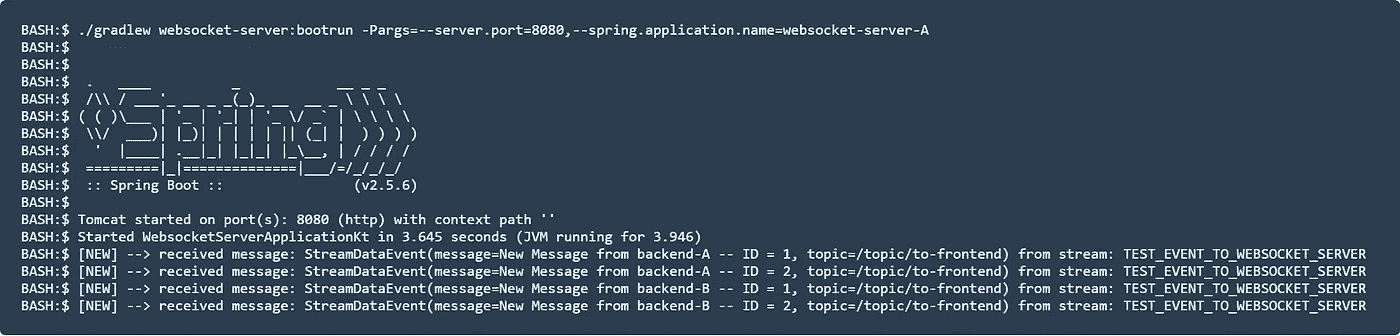 BASH:$ ./gradlew websocket-server:bootrun -Pargs=--server.port=8080,--spring.application.name=websocket-server-A
BASH:$
BASH:$
BASH:$   .   ____          _            __ _ _
BASH:$  /\\ / ___'_ __ _ _(_)_ __  __ _ \ \ \ \
BASH:$ ( ( )\___ | '_ | '_| | '_ \/ _` | \ \ \ \
BASH:$  \\/  ___)| |_)| | | | | || (_| |  ) ) ) )
BASH:$   '  |____| .__|_| |_|_| |_\__, | / / / /
BASH:$  =========|_|==============|___/=/_/_/_/
BASH:$  :: Spring Boot ::                (v2.5.6)
BASH:$
BASH:$ Tomcat started on port(s): 8080 (http) with context path ''
BASH:$ Started WebsocketServerApplicationKt in 3.645 seconds (JVM running for 3.946)
BASH:$ [NEW] --> received message: StreamDataEvent(message=New Message from backend-A -- ID = 1, topic=/topic/to-frontend) from stream: TEST_EVENT_TO_WEBSOCKET_SERVER
BASH:$ [NEW] --> received message: StreamDataEvent(message=New Message from backend-A -- ID = 2, topic=/topic/to-frontend) from stream: TEST_EVENT_TO_WEBSOCKET_SERVER
BASH:$ [NEW] --> received message: StreamDataEvent(message=New Message from backend-B -- ID = 1, topic=/topic/to-frontend) from stream: TEST_EVENT_TO_WEBSOCKET_SERVER
BASH:$ [NEW] --> received message: StreamDataEvent(message=New Message from backend-B -- ID = 2, topic=/topic/to-frontend) from stream: TEST_EVENT_TO_WEBSOCKET_SERVER